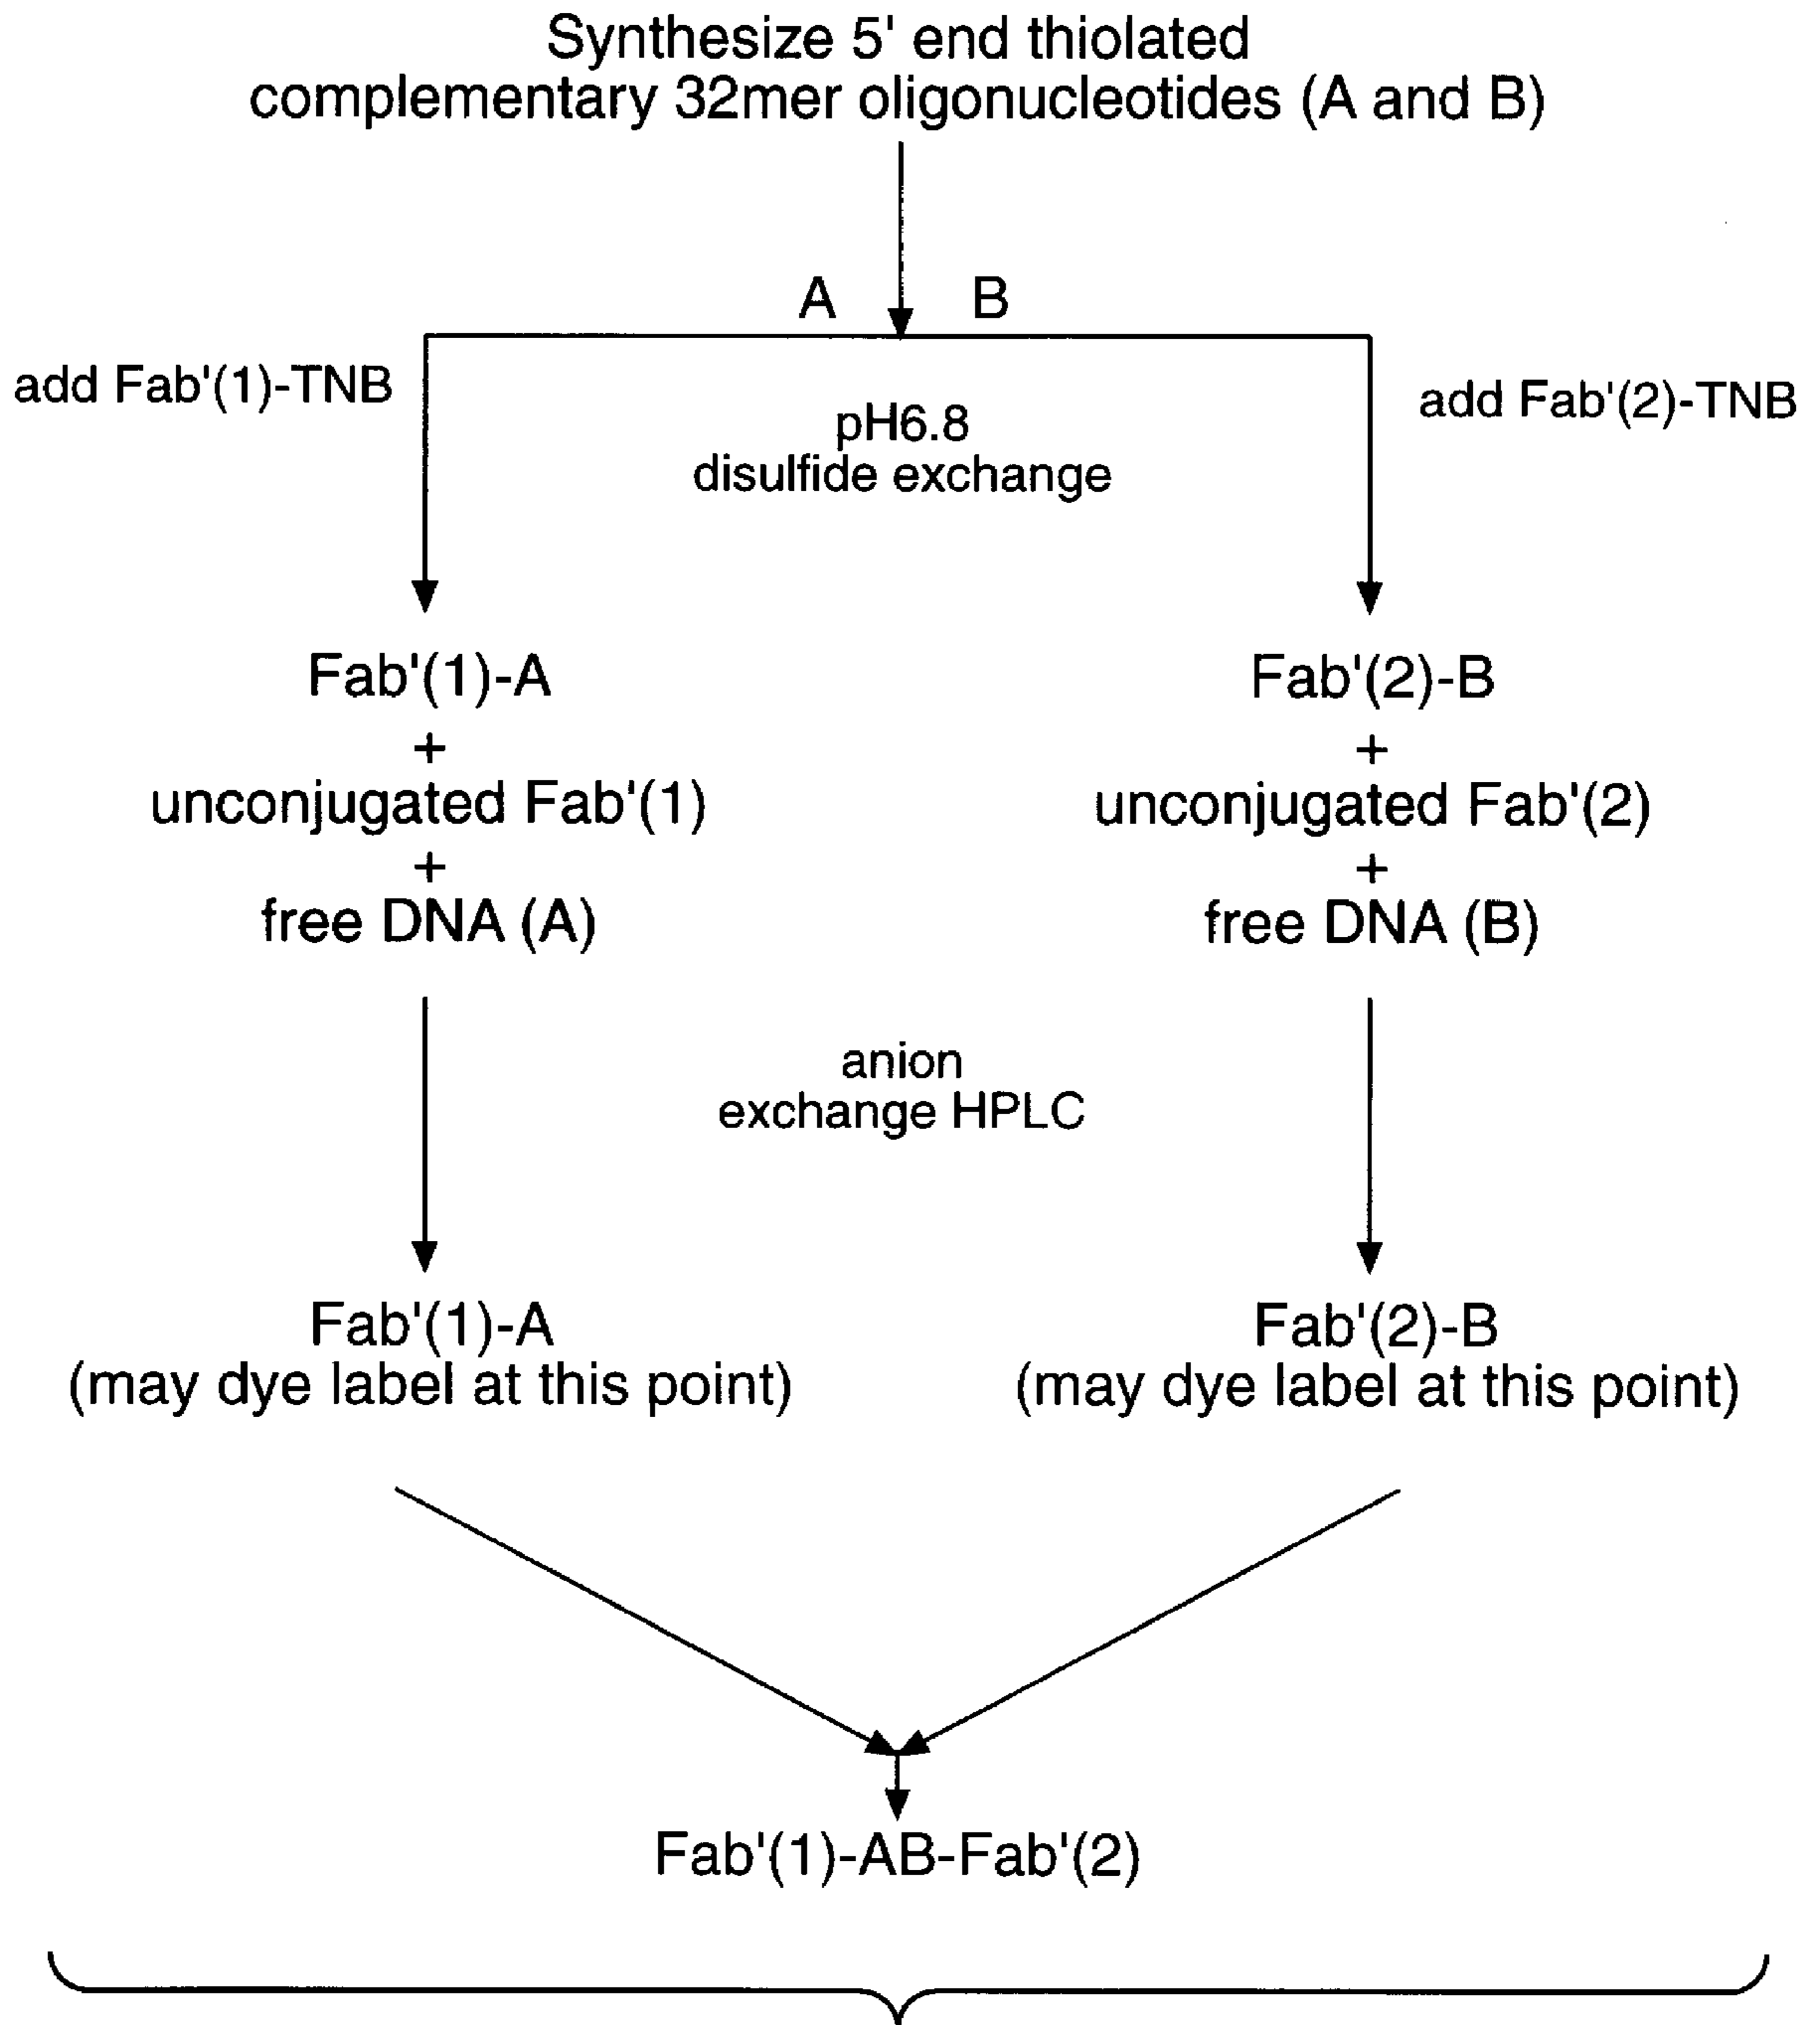 Synthesize 5' end thiolated
complementary 32mer oligonucleotides (A and B)
A
B
add Fab'(1)-TNB
add Fab'(2)-TNB
pH6.8
disulfide exchange
Fab'(1)-A
+
unconjugated Fab'(1)
+
free DNA (A)
Fab'(2)-B
+
unconjugated Fab'(2)
+
free DNA (B)
anion
exchange HPLC
Fab'(1)-A
(may dye label at this point)
Fab'(2)-B
(may dye label at this point)
Fab'(1)-AB-Fab'(2)